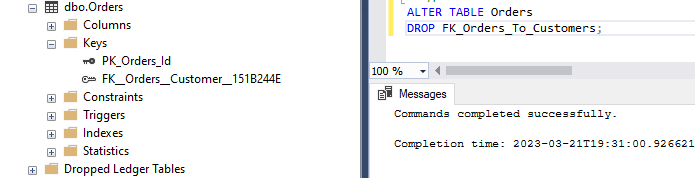 dbo.Orders
Columns
Keys
PK_Orders_Id
FK__Orders__Customer__151B244E
Constraints
Triggers
Indexes
Statistics
Dropped Ledger Tables
ALTER TABLE Orders
DROP FK_Orders_To_Customers;
100 %
Messages
Commands completed successfully.
Completion time: 2023-03-21T19:31:00.926621